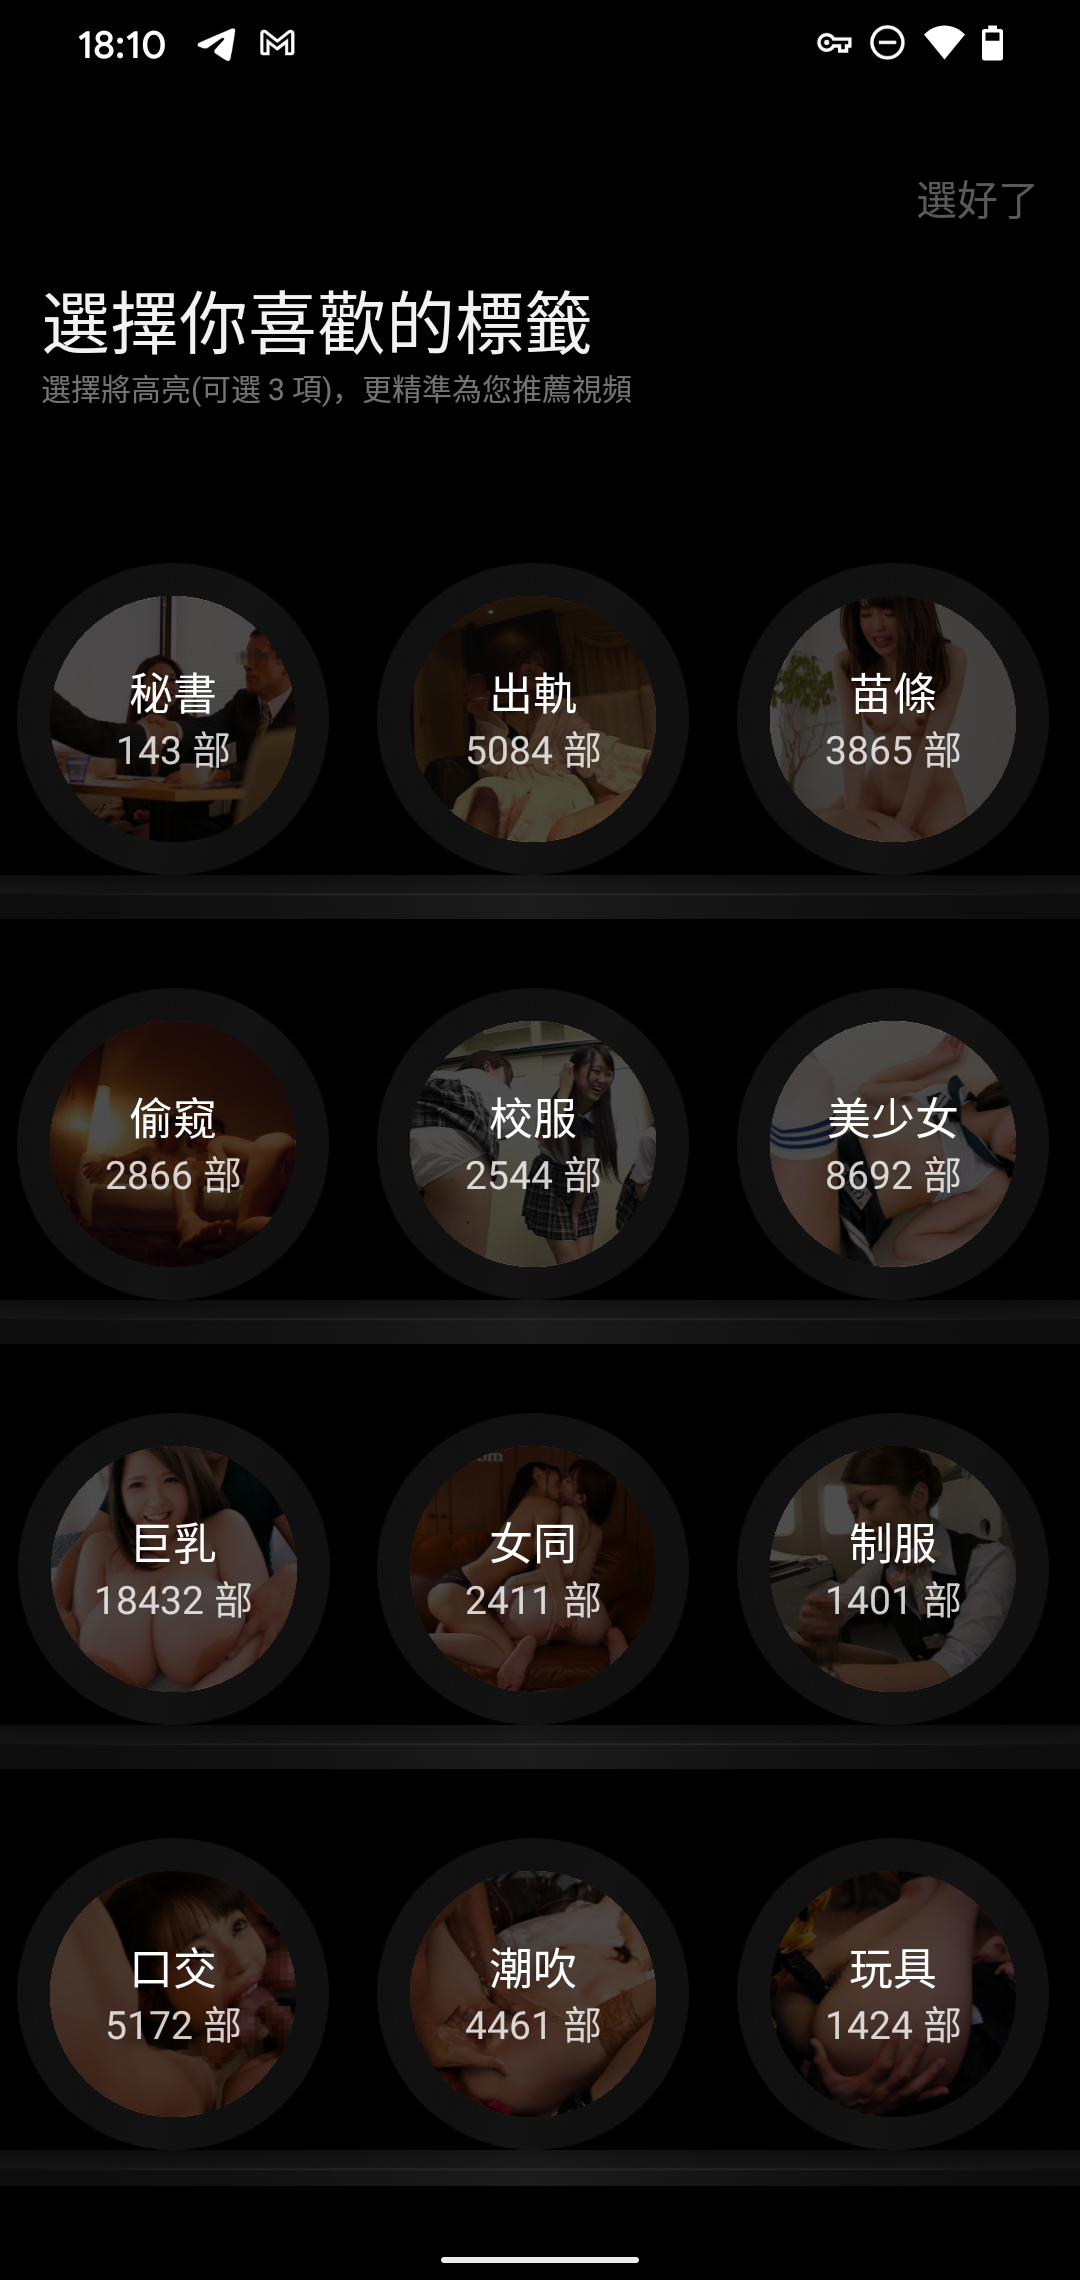 18:10
選好了
選擇你喜歡的標籤
選擇將高亮(可選 3 項)，更精準為您推薦視頻
秘書
143 部
出軌
5084 部
苗條
3865 部
偷窺
2866 部
校服
2544 部
美少女
8692 部
巨乳
18432 部
女同
2411 部
制服
1401 部
口交
5172 部
潮吹
4461 部
玩具
1424 部